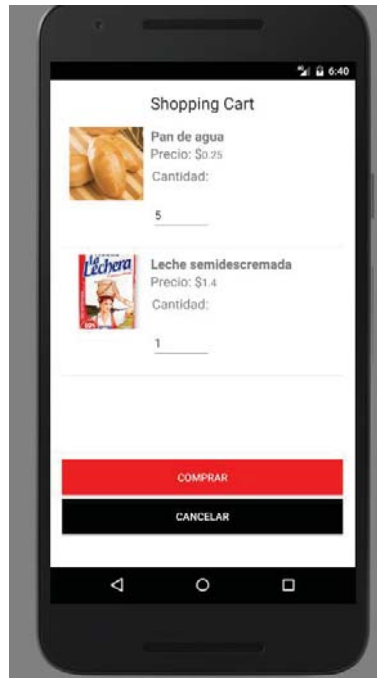 6:40
Shopping Cart
Pan de agua
Precio: $0.25
Cantidad:
5
La Lechera
Leche semidescremada
Precio: $1.4
Cantidad:
1
COMPRAR
CANCELAR